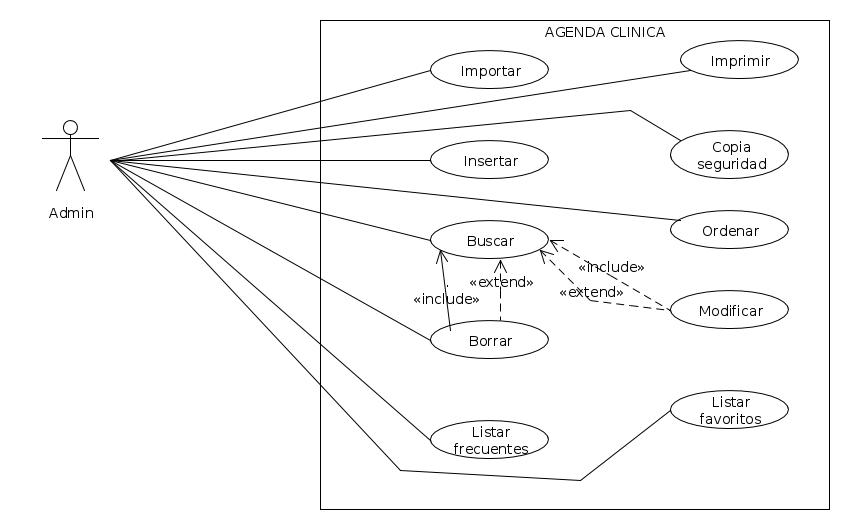 AGENDA CLINICA
Importar
Imprimir
Copia
seguridad
Insertar
Admin
Ordenar
Buscar
«include»
«extend»
«extend»
«include»
Modificar
Borrar
Listar
favoritos
Listar
frecuentes